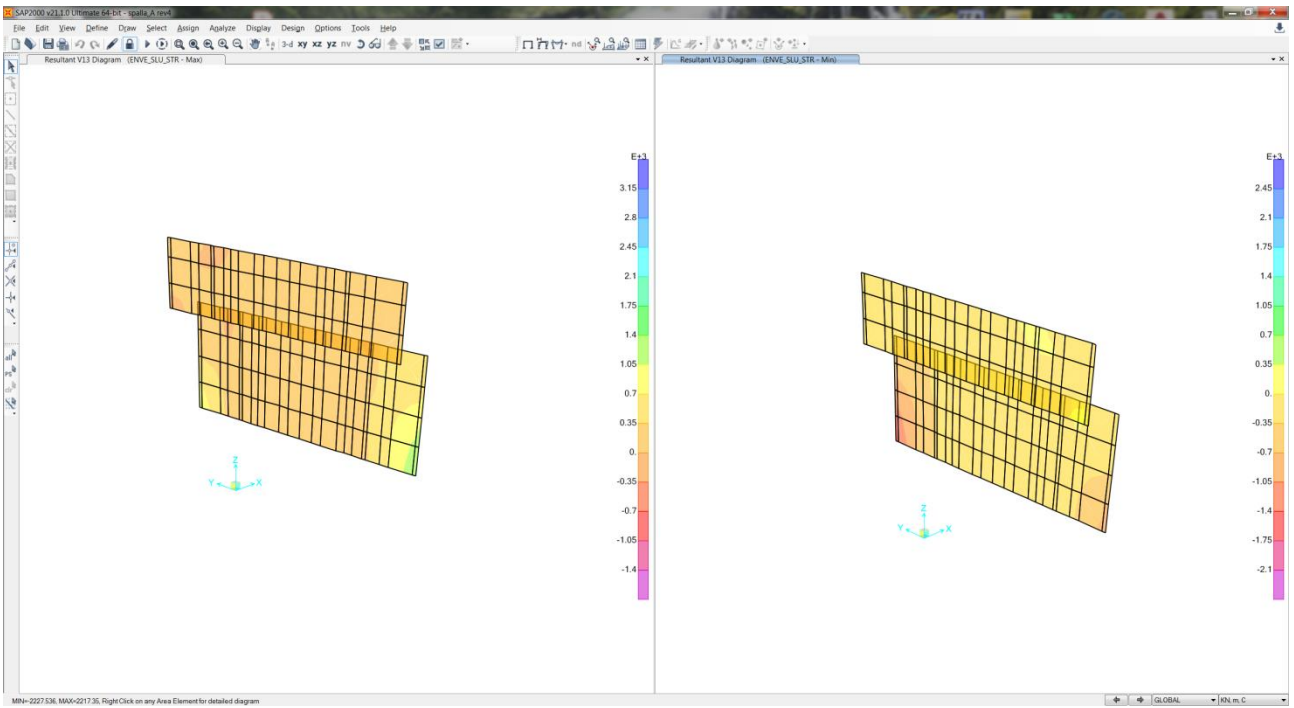 SAP2000 v21.1.0 Ultimate 64-bit - spalla_A rev4
File Edit View Define Draw Select Assign Analyze Display Design Options Tools Help
3-d xy xz yz nv
nd
Resultant V13 Diagram (ENVE_SLU_STR - Max)
Resultant V13 Diagram (ENVE_SLU_STR - Min)
E+3
3.15
2.8
2.45
2.1
1.75
1.4
1.05
0.7
0.35
0.
-0.35
-0.7
-1.05
-1.4
Z
Y
X
E+3
2.45
2.1
1.75
1.4
1.05
0.7
0.35
0.
-0.35
-0.7
-1.05
-1.4
-1.75
-2.1
Z
Y
X
MIN=-2227.536, MAX=2217.35, Right Click on any Area Element for detailed diagram
GLOBAL
KN, m, C